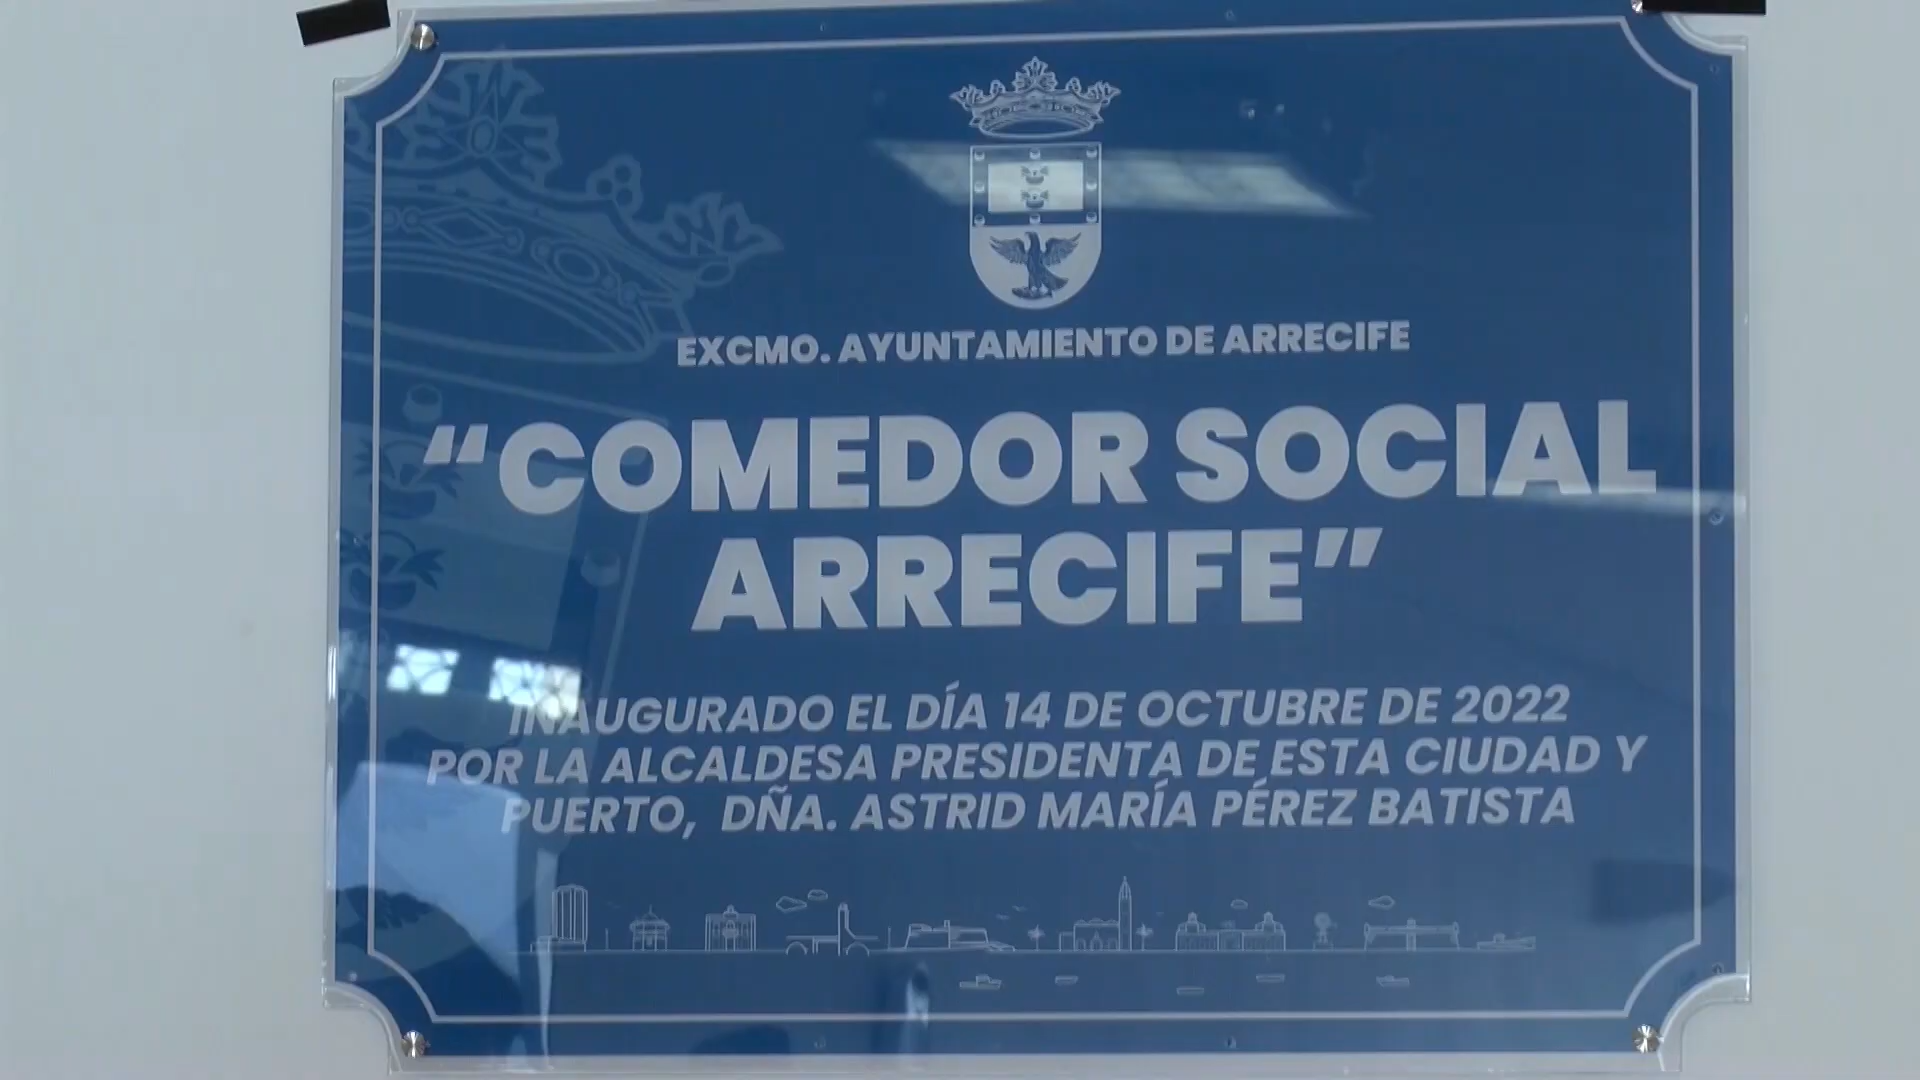 EXCMO. AYUNTAMIENTO DE ARRECIFE
“COMEDOR SOCIAL
ARRECIFE”
INAUGURADO EL DÍA 14 DE OCTUBRE DE 2022
POR LA ALCALDESA PRESIDENTA DE ESTA CIUDAD Y
PUERTO, DÑA. ASTRID MARÍA PÉREZ BATISTA